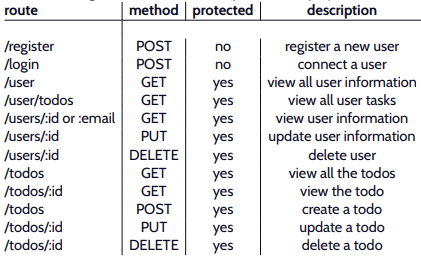 route method protected description
/register POST no register a new user
/login POST no connect a user
/user GET yes view all user information
/user/todos GET yes view all user tasks
/users/:id or :email GET yes view user information
/users/:id PUT yes update user information
/users/:id DELETE yes delete user
/todos GET yes view all the todos
/todos/:id GET yes view the todo
/todos POST yes create a todo
/todos/:id PUT yes update a todo
/todos/:id DELETE yes delete a todo